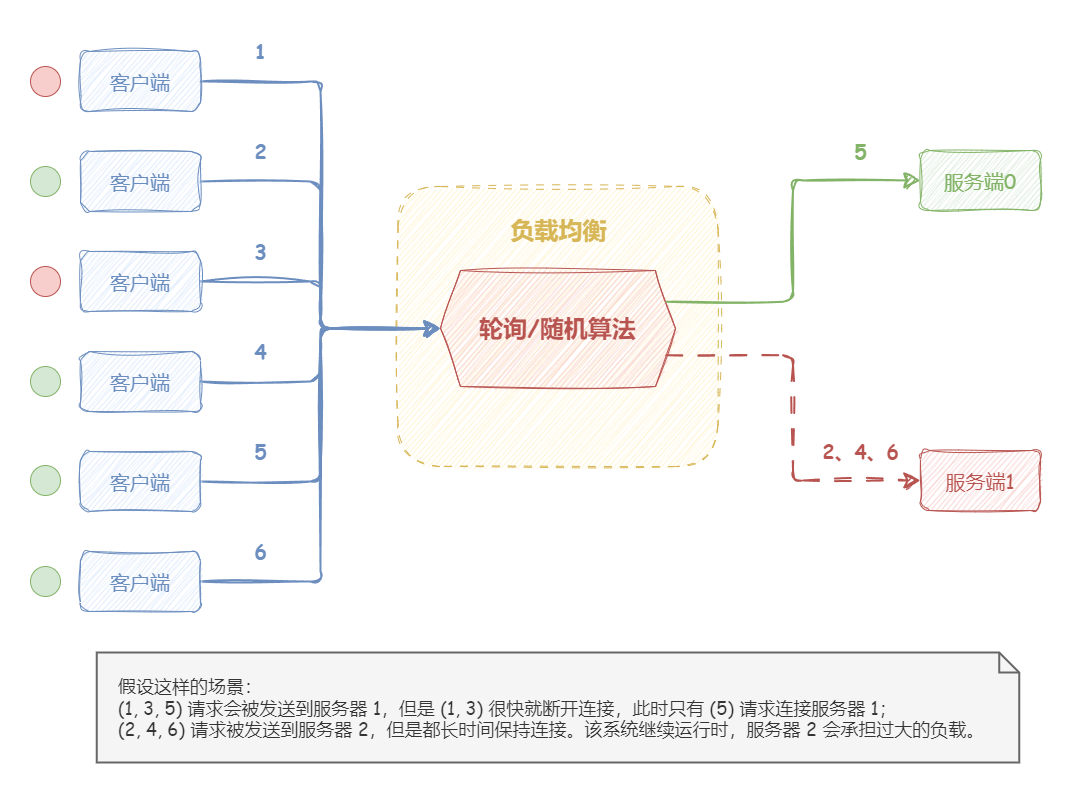 1
客户端
2
客户端
3
客户端
4
客户端
5
客户端
6
客户端
负载均衡
轮询/随机算法
5
服务端0
2、4、6
服务端1
假设这样的场景：
(1, 3, 5) 请求会被发送到服务器 1，但是 (1, 3) 很快就断开连接，此时只有 (5) 请求连接服务器 1；
(2, 4, 6) 请求被发送到服务器 2，但是都长时间保持连接。该系统继续运行时，服务器 2 会承担过大的负载。